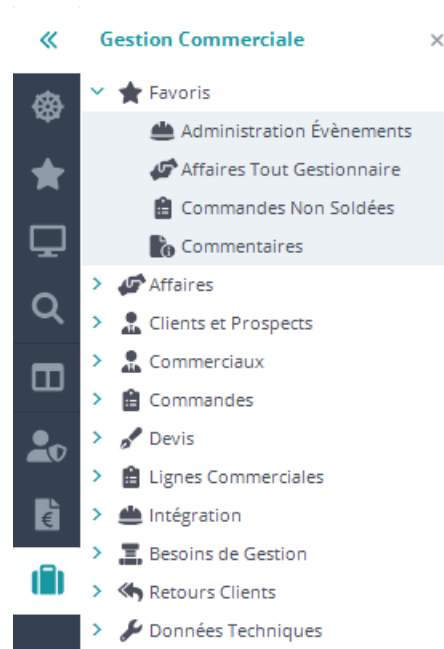 Gestion Commerciale
Favoris
Administration Évènements
Affaires Tout Gestionnaire
Commandes Non Soldées
Commentaires
Affaires
Clients et Prospects
Commerciaux
Commandes
Devis
Lignes Commerciales
Intégration
Besoins de Gestion
Retours Clients
Données Techniques